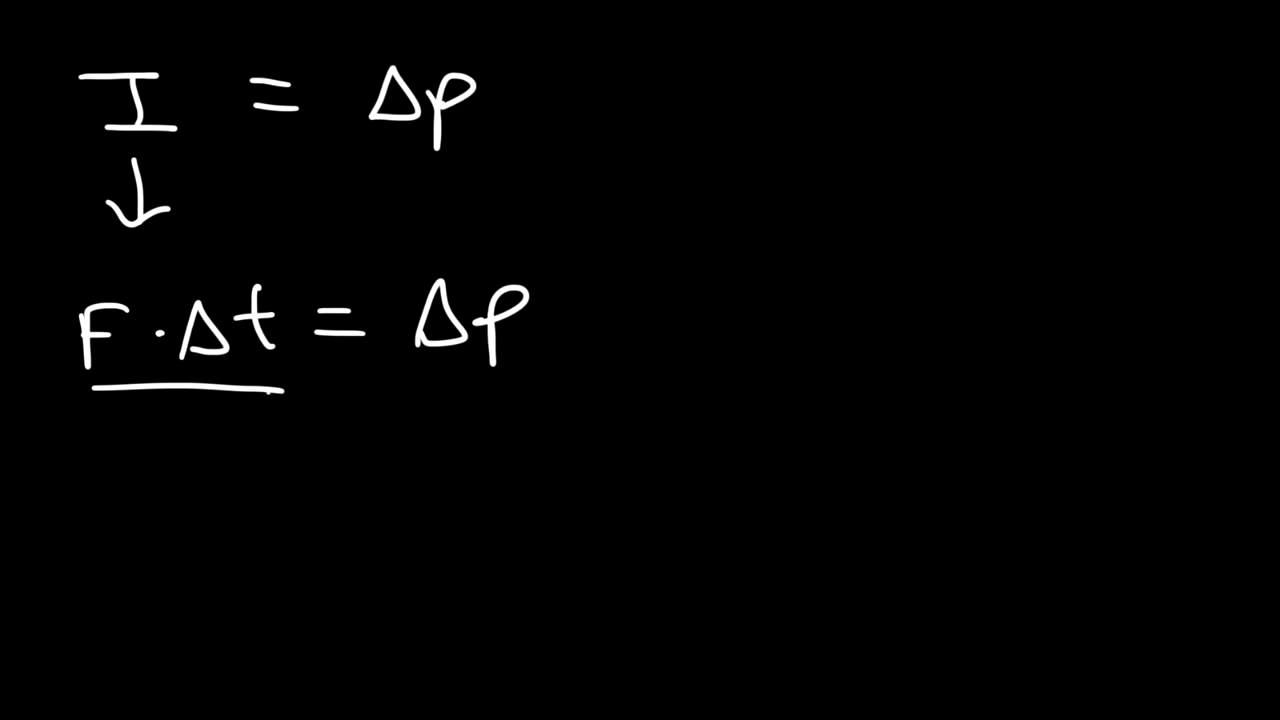 I = Δp
↓
F · Δt = Δp